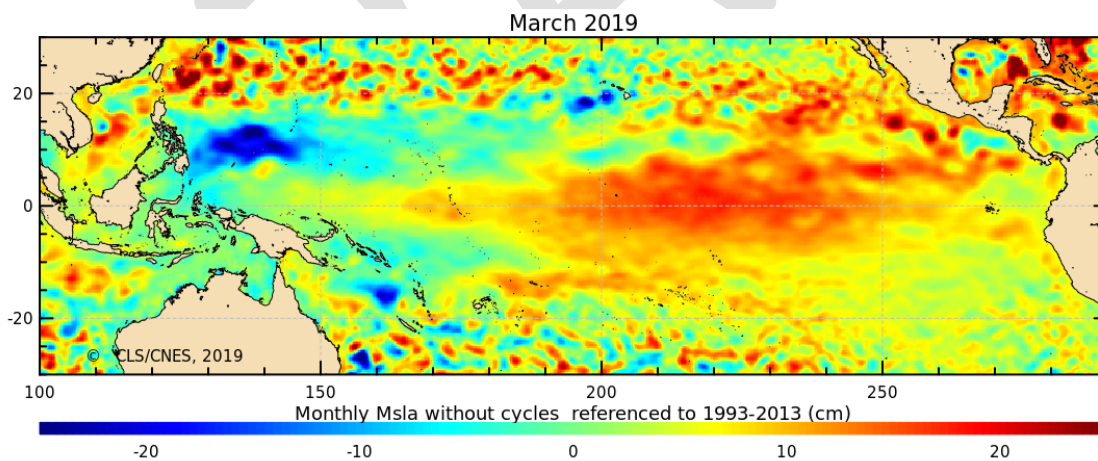 March 2019
20
0
-20
© CLS/CNES, 2019
100 150 200 250
Monthly Msla without cycles referenced to 1993-2013 (cm)
-20 -10 0 10 20